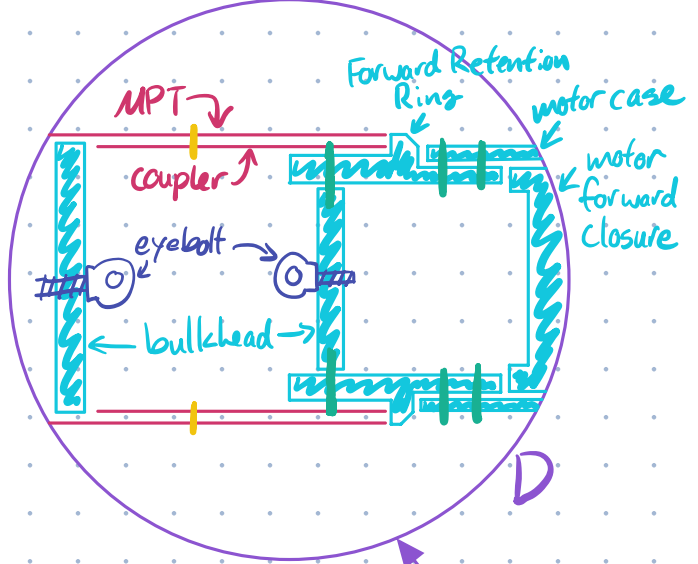 Forward Retention
Ring
MPT
motor case
coupler
motor
forward
closure
eyebolt
bulkhead
D